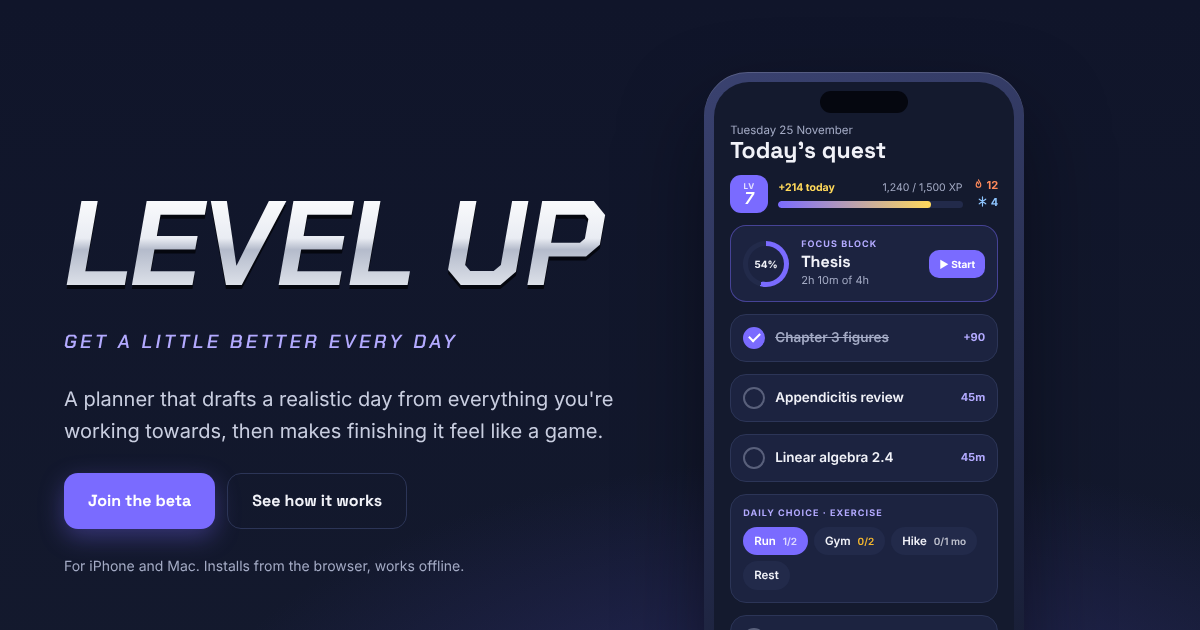 LEVEL UP
GET A LITTLE BETTER EVERY DAY
A planner that drafts a realistic day from everything you're
working towards, then makes finishing it feel like a game.
Join the beta
See how it works
For iPhone and Mac. Installs from the browser, works offline.
Tuesday 25 November
Today's quest
LV
7
+214 today
1,240 / 1,500 XP
12
4
54%
FOCUS BLOCK
Thesis
2h 10m of 4h
Start
Chapter 3 figures
+90
Appendicitis review
45m
Linear algebra 2.4
45m
DAILY CHOICE · EXERCISE
Run 1/2
Gym 0/2
Hike 0/1 mo
Rest